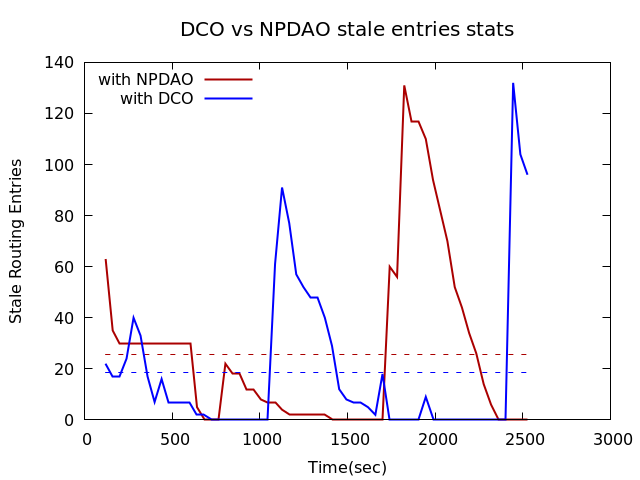 DCO vs NPDAO stale entries stats
140
120
100
80
60
40
20
0
with NPDAO
with DCO
Stale Routing Entries
0 500 1000 1500 2000 2500 3000
Time(sec)